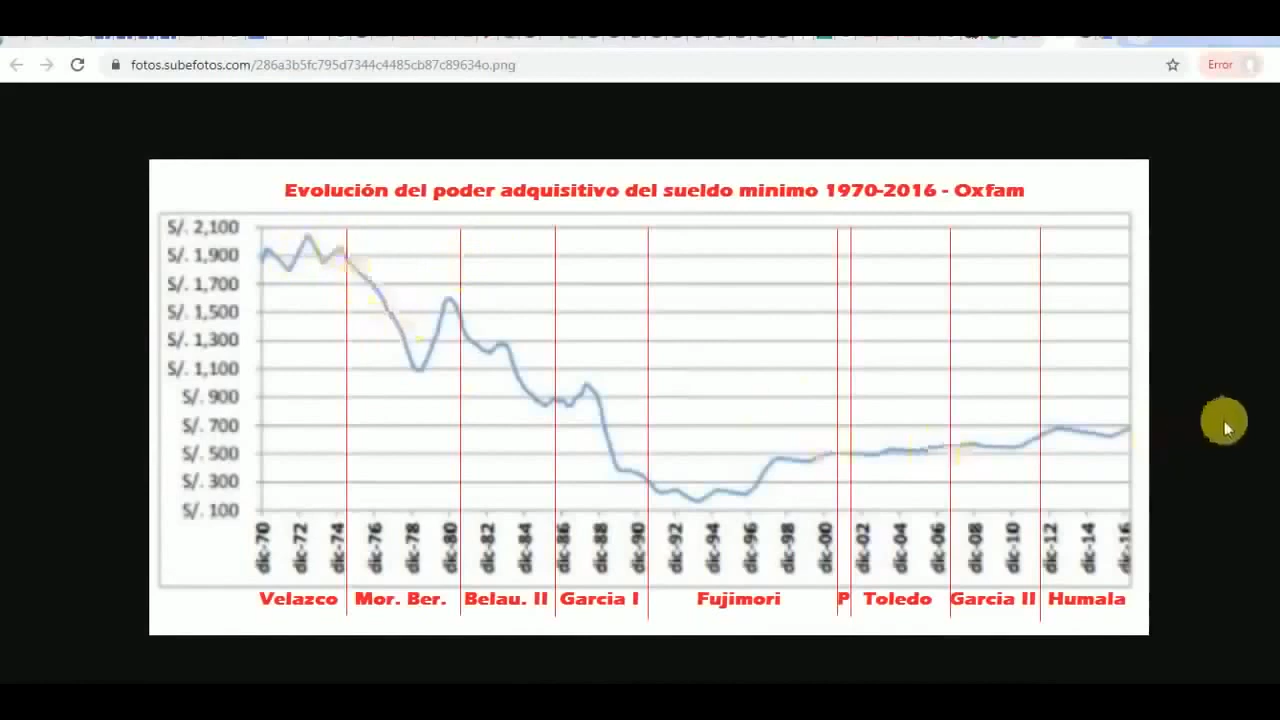 fotos.subefotos.com/286a3b5fc795d7344c4485cb87c89634o.png
Error
Evolución del poder adquisitivo del sueldo minimo 1970-2016 - Oxfam
S/. 2,100
S/. 1,900
S/. 1,700
S/. 1,500
S/. 1,300
S/. 1,100
S/. 900
S/. 700
S/. 500
S/. 300
S/. 100
dic-70 dic-72 dic-74 dic-76 dic-78 dic-80 dic-82 dic-84 dic-86 dic-88 dic-90 dic-92 dic-94 dic-96 dic-98 dic-00 dic-02 dic-04 dic-06 dic-08 dic-10 dic-12 dic-14 dic-16
Velazco Mor. Ber. Belau. II Garcia I Fujimori P Toledo Garcia II Humala